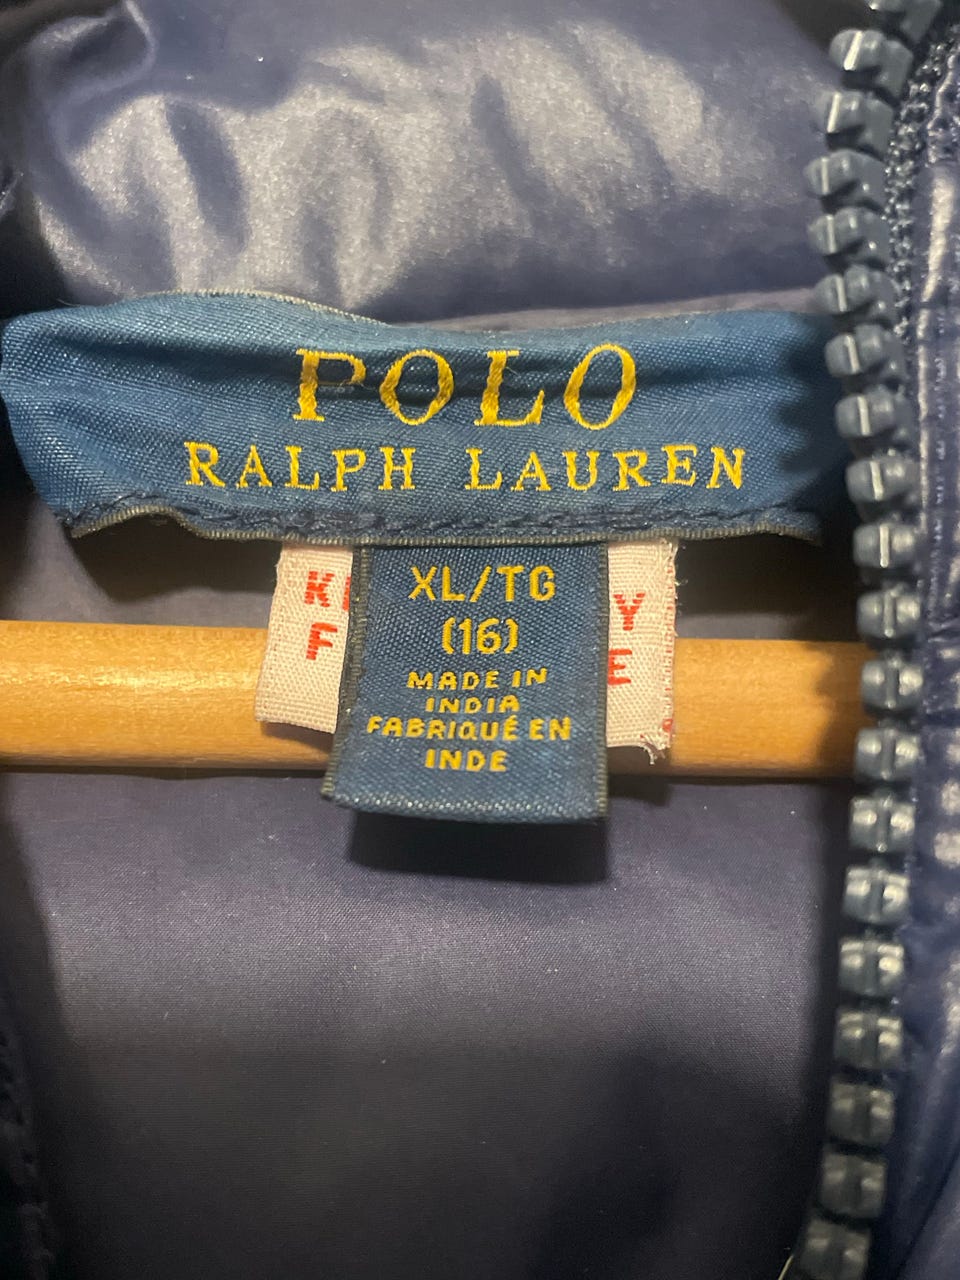 POLO
RALPH LAUREN
XL/TG
(16)
MADE IN
INDIA
FABRIQUÉ EN
INDE